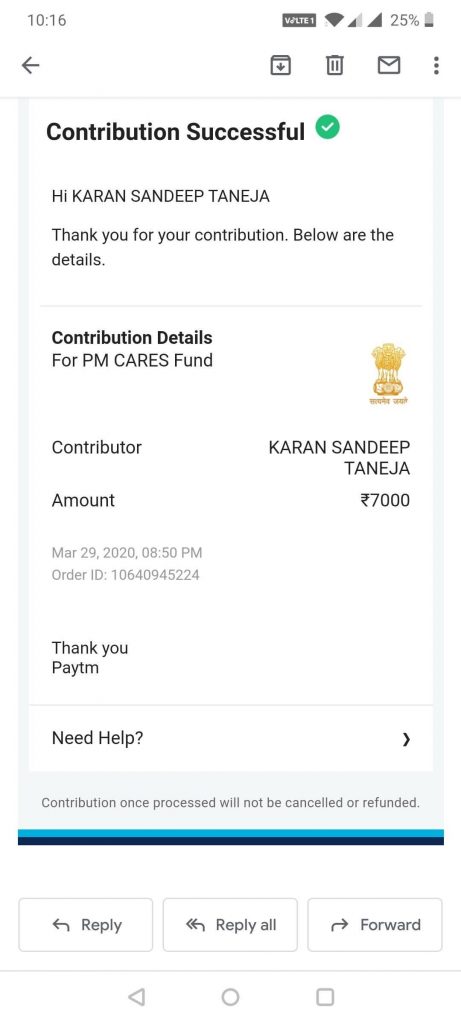 10:16
VoLTE 1
25%
Contribution Successful
Hi KARAN SANDEEP TANEJA
Thank you for your contribution. Below are the
details.
Contribution Details
For PM CARES Fund
सत्यमेव जयते
Contributor
KARAN SANDEEP
TANEJA
Amount
₹7000
Mar 29, 2020, 08:50 PM
Order ID: 10640945224
Thank you
Paytm
Need Help?
Contribution once processed will not be cancelled or refunded.
Reply
Reply all
Forward